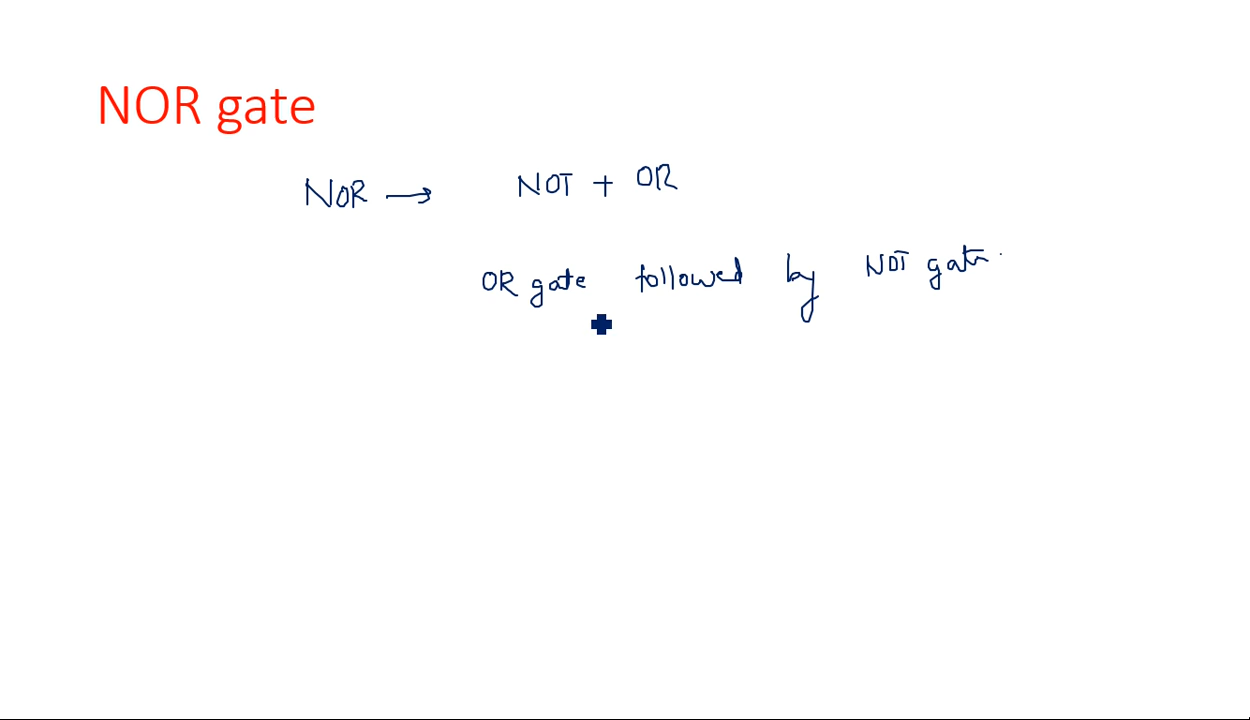 NOR gate
NOR → NOT + OR
OR gate followed by NOT gate.